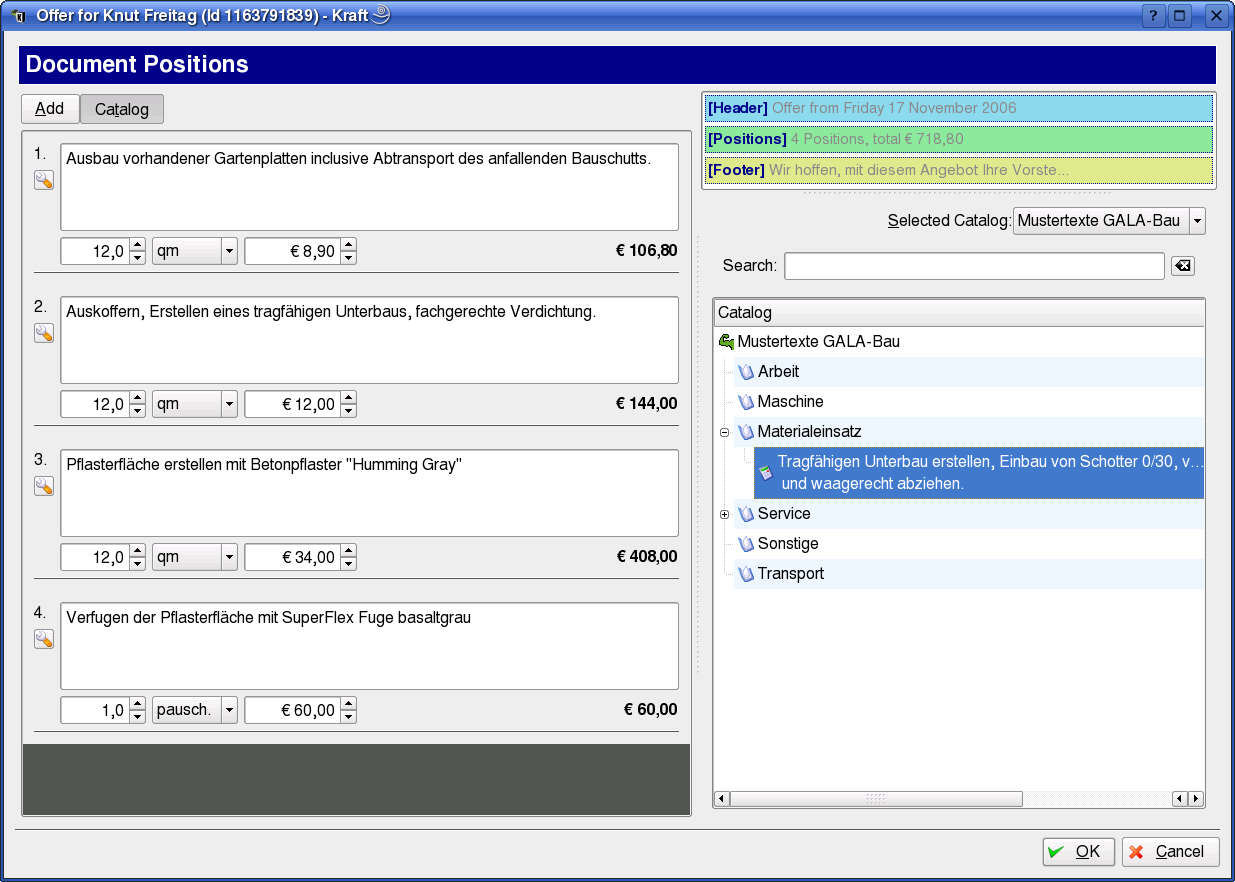 Offer for Knut Freitag (Id 1163791839) - Kraft
Document Positions
Add
Catalog
1.
Ausbau vorhandener Gartenplatten inclusive Abtransport des anfallenden Bauschutts.
12,0
qm
€ 8,90
€ 106,80
2.
Auskoffern, Erstellen eines tragfähigen Unterbaus, fachgerechte Verdichtung.
12,0
qm
€ 12,00
€ 144,00
3.
Pflasterfläche erstellen mit Betonpflaster "Humming Gray"
12,0
qm
€ 34,00
€ 408,00
4.
Verfugen der Pflasterfläche mit SuperFlex Fuge basaltgrau
1,0
pausch.
€ 60,00
€ 60,00
[Header] Offer from Friday 17 November 2006
[Positions] 4 Positions, total € 718,80
[Footer] Wir hoffen, mit diesem Angebot Ihre Vorste...
Selected Catalog: Mustertexte GALA-Bau
Search:
Catalog
Mustertexte GALA-Bau
Arbeit
Maschine
Materialeinsatz
Tragfähigen Unterbau erstellen, Einbau von Schotter 0/30, v...
und waagerecht abziehen.
Service
Sonstige
Transport
OK
Cancel